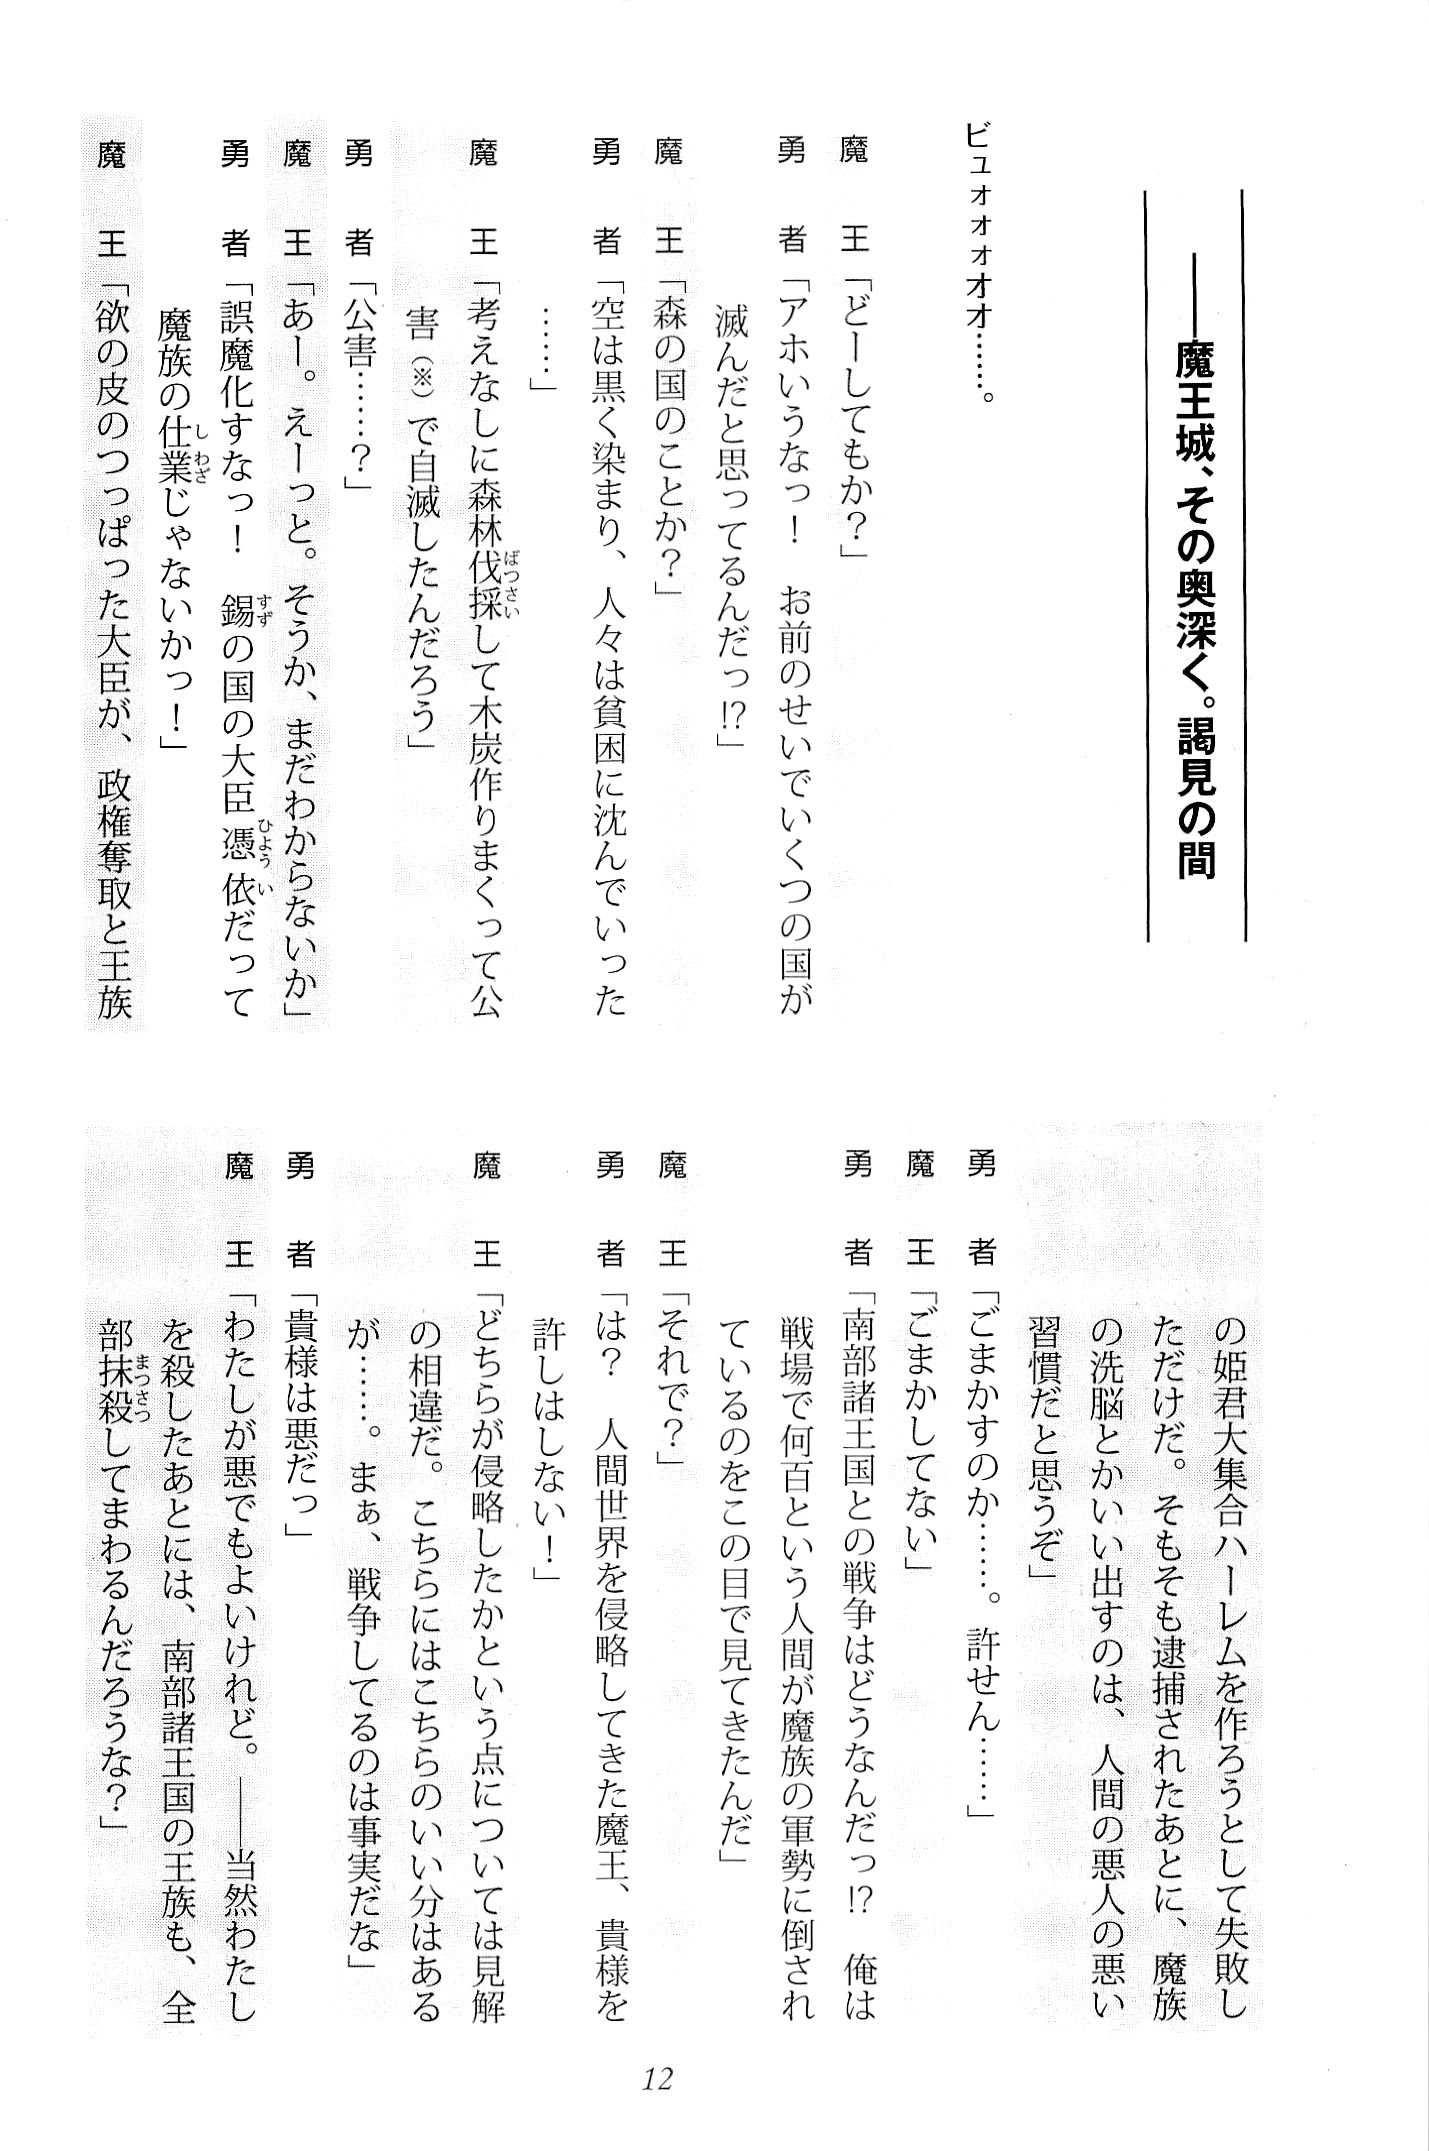 ――魔王城、その奥深く。謁見の間
ビュォォォオオ……。
魔王「どーしてもか？」
勇者「アホいうなっ！　お前のせいでいくつの国が
滅んだと思ってるんだっ!?」
魔王「森の国のことか？」
勇者「空は黒く染まり、人々は貧困に沈んでいった
……」
魔王「考えなしに森林伐採して木炭作りまくって公
害（※）で自滅したんだろう」
勇者「公害……？」
魔王「あー。えーっと。そうか、まだわからないか」
勇者「誤魔化すなっ！　錫の国の大臣憑依だって
魔族の仕業じゃないかっ！」
魔王「欲の皮のつっぱった大臣が、政権奪取と王族
の姫君大集合ハーレムを作ろうとして失敗し
ただけだ。そもそも逮捕されたあとに、魔族
の洗脳とかいい出すのは、人間の悪人の悪い
習慣だと思うぞ」
勇者「ごまかすのか……。許せん……」
魔王「ごまかしてない」
勇者「南部諸王国との戦争はどうなんだっ!?　俺は
戦場で何百という人間が魔族の軍勢に倒され
ているのをこの目で見てきたんだ」
魔王「それで？」
勇者「は？　人間世界を侵略してきた魔王、貴様を
許しはしない！」
魔王「どちらが侵略したかという点については見解
の相違だ。こちらにはこちらのいい分はある
が……。まぁ、戦争してるのは事実だな」
勇者「貴様は悪だっ」
魔王「わたしが悪でもよいけれど。――当然わたし
を殺したあとには、南部諸王国の王族も、全
部抹殺してまわるんだろうな？」
12